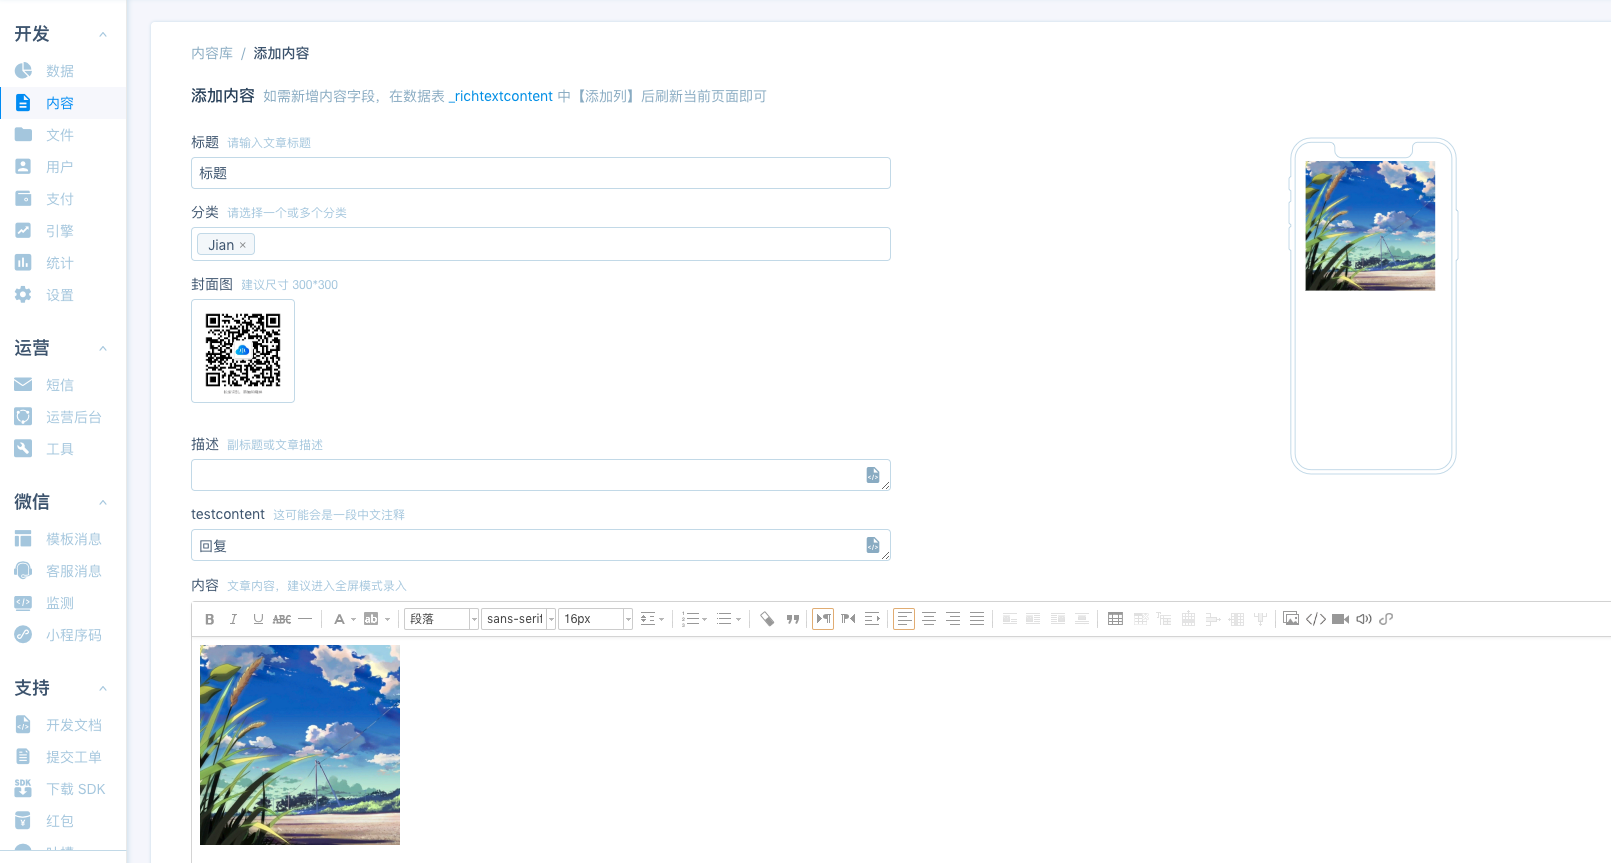 开发
数据
内容
文件
用户
支付
引擎
统计
设置
运营
短信
运营后台
工具
微信
模板消息
客服消息
监测
小程序码
支持
开发文档
提交工单
下载 SDK
红包
内容库 / 添加内容
添加内容 如需新增内容字段，在数据表 _richtextcontent 中【添加列】后刷新当前页面即可
标题 请输入文章标题
标题
分类 请选择一个或多个分类
Jian ×
封面图 建议尺寸 300*300
描述 副标题或文章描述
testcontent 这可能会是一段中文注释
回复
内容 文章内容，建议进入全屏模式录入
B I U ABC A ab 段落 sans-serif 16px